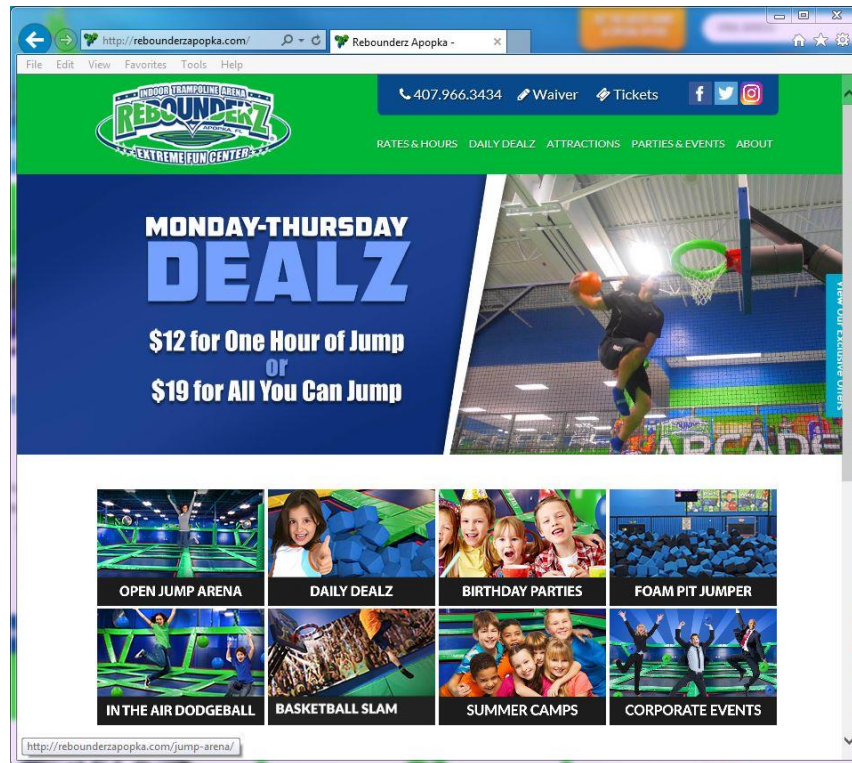 http://rebounderzapopka.com/
Rebounderz Apopka -
File Edit View Favorites Tools Help
INDOOR TRAMPOLINE ARENA
REBOUNDERZ
APOPKA, FL
EXTREME FUN CENTER
407.966.3434 Waiver Tickets
RATES & HOURS DAILY DEALZ ATTRACTIONS PARTIES & EVENTS ABOUT
MONDAY-THURSDAY
DEALZ
$12 for One Hour of Jump
or
$19 for All You Can Jump
ARCADE
View Our Exclusive Offers
OPEN JUMP ARENA DAILY DEALZ BIRTHDAY PARTIES FOAM PIT JUMPER
IN THE AIR DODGEBALL BASKETBALL SLAM SUMMER CAMPS CORPORATE EVENTS
http://rebounderzapopka.com/jump-arena/